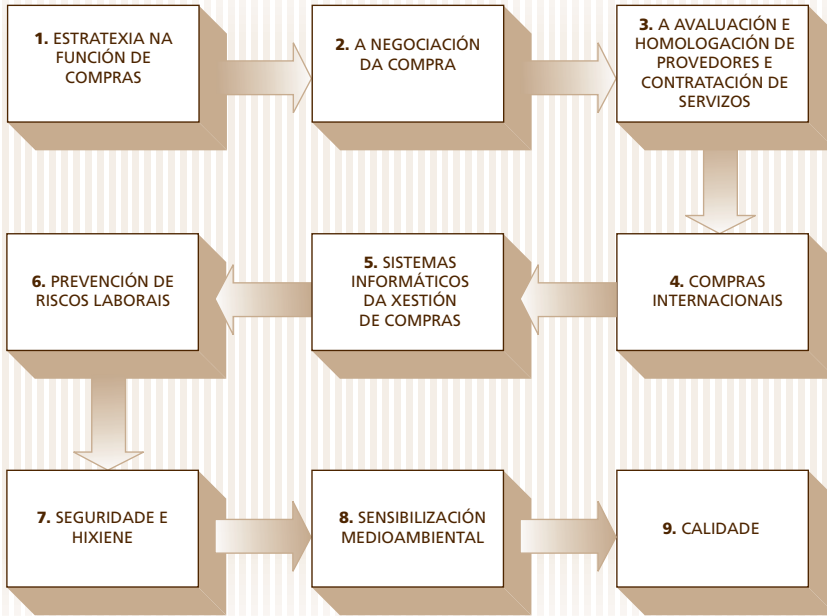 1. ESTRATEXIA NA
FUNCIÓN DE
COMPRAS
2. A NEGOCIACIÓN
DA COMPRA
3. A AVALUACIÓN E
HOMOLOGACIÓN DE
PROVEDORES E
CONTRATACIÓN DE
SERVIZOS
4. COMPRAS
INTERNACIONAIS
5. SISTEMAS
INFORMÁTICOS
DA XESTIÓN
DE COMPRAS
6. PREVENCIÓN DE
RISCOS LABORAIS
7. SEGURIDADE E
HIXIENE
8. SENSIBILIZACIÓN
MEDIOAMBIENTAL
9. CALIDADE